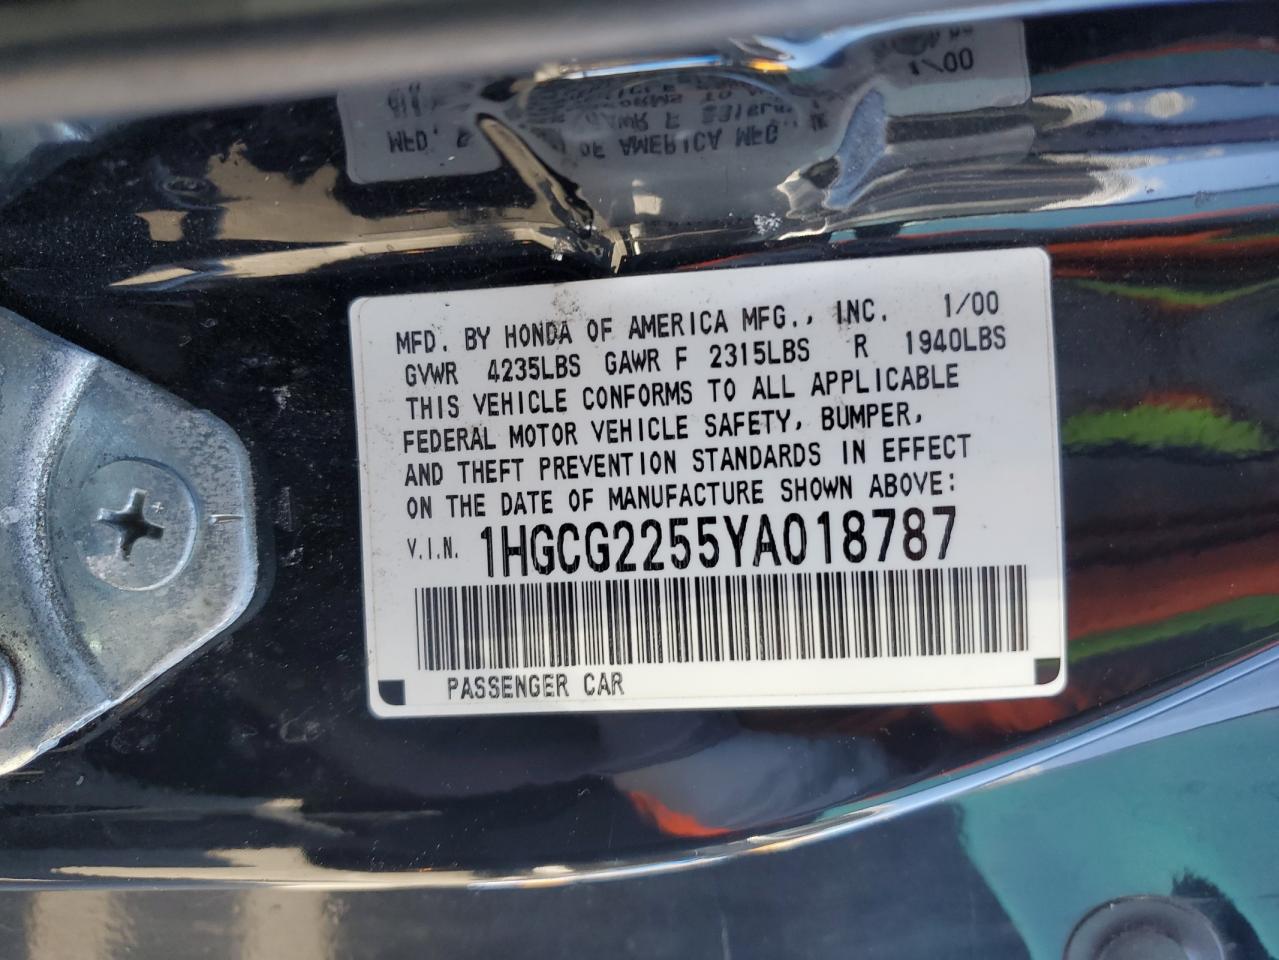 1/00
MFD. BY HONDA OF AMERICA MFG., INC. 1/00
GVWR 4235LBS GAWR F 2315LBS R 1940LBS
THIS VEHICLE CONFORMS TO ALL APPLICABLE
FEDERAL MOTOR VEHICLE SAFETY, BUMPER,
AND THEFT PREVENTION STANDARDS IN EFFECT
ON THE DATE OF MANUFACTURE SHOWN ABOVE:
V.I.N. 1HGCG2255YA018787
PASSENGER CAR